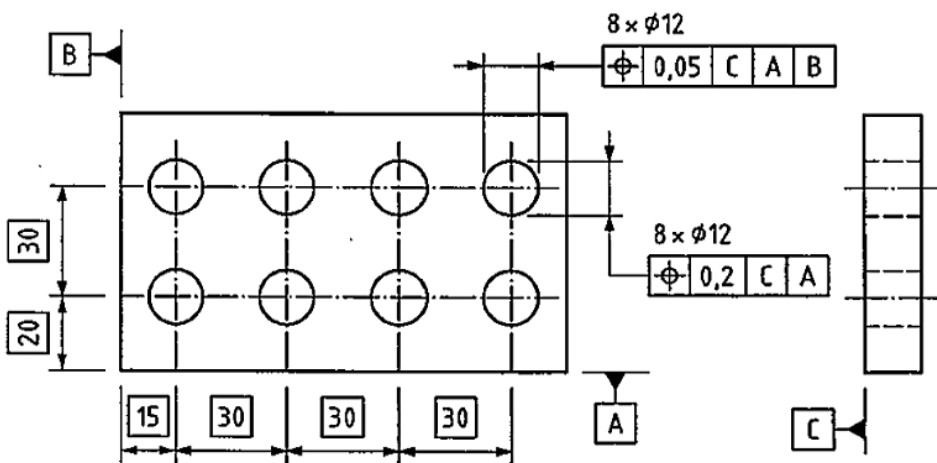 B
8 × ⌀12
⌖ 0,05 C A B
8 × ⌀12
⌖ 0,2 C A
30
20
15 30 30 30
A
C